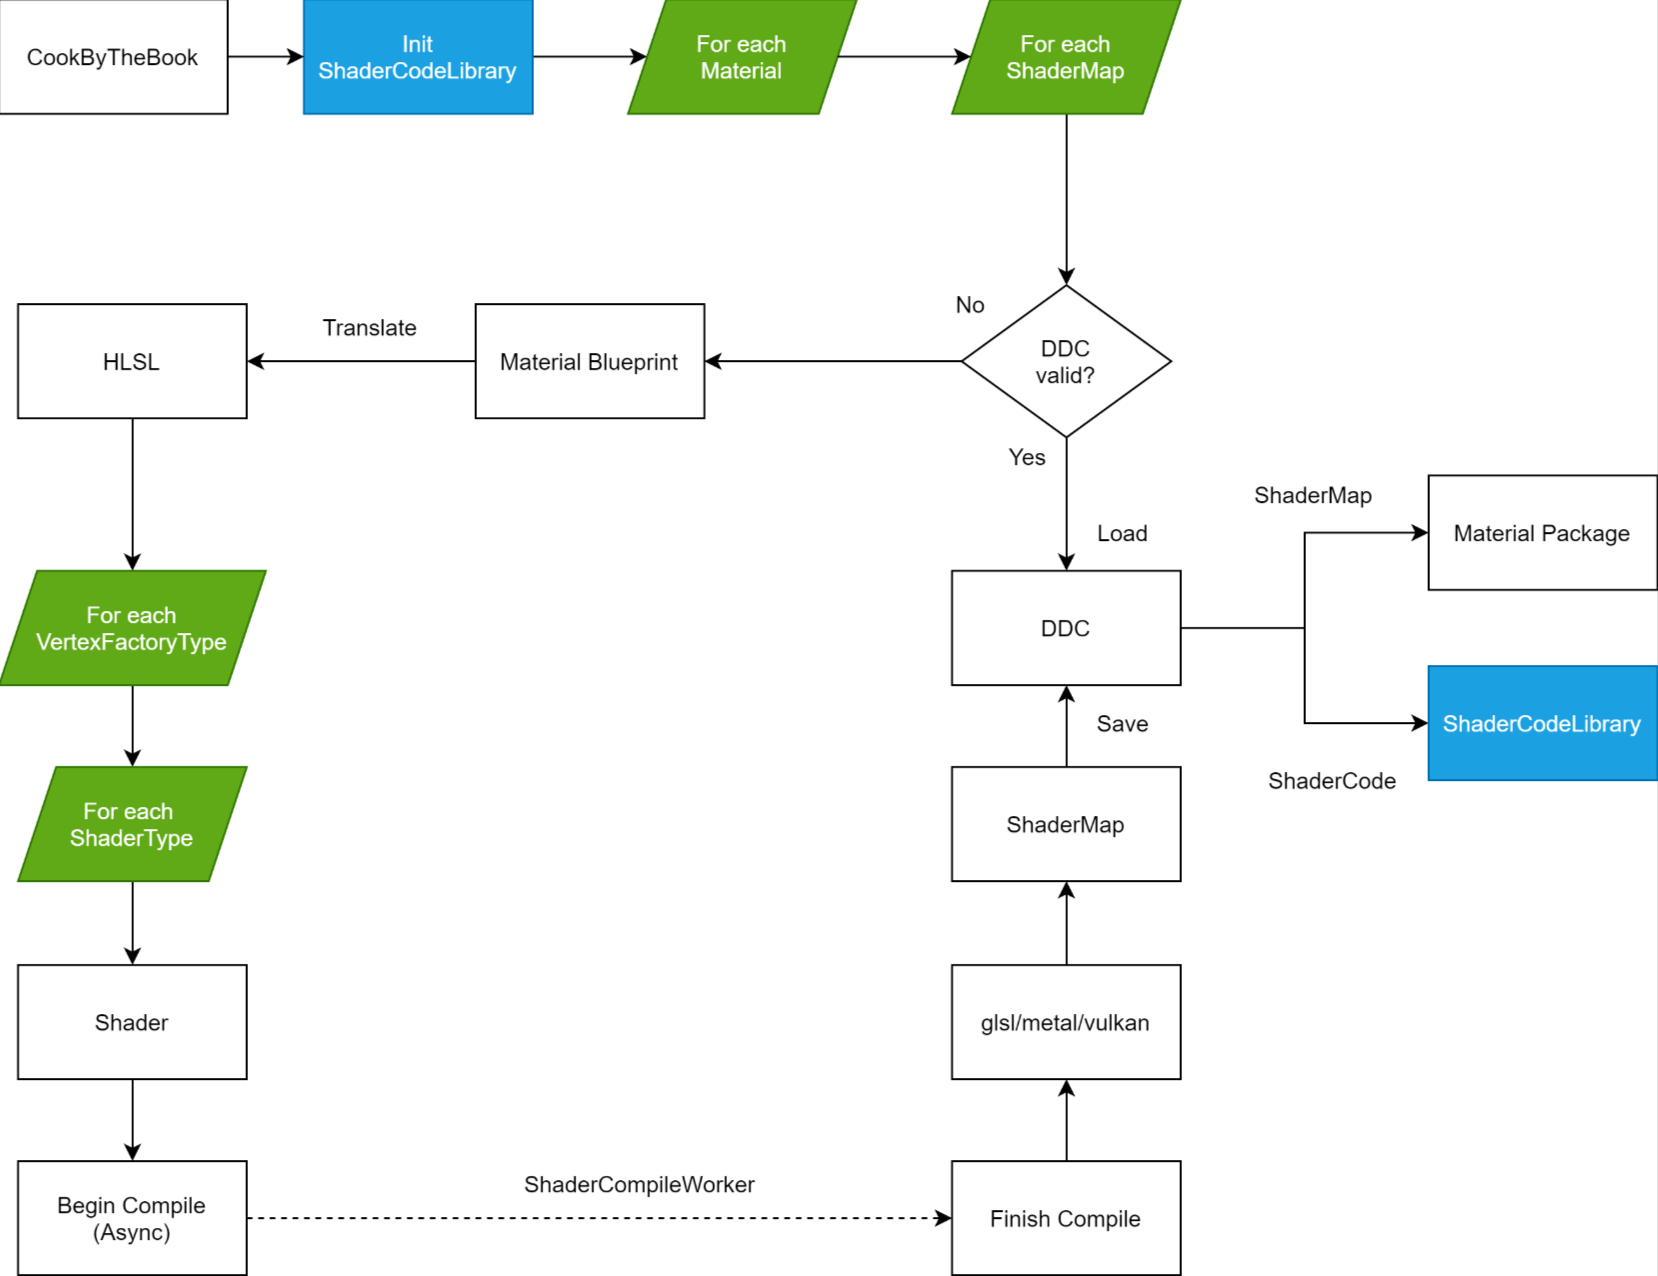 CookByTheBook
Init
ShaderCodeLibrary
For each
Material
For each
ShaderMap
No
DDC
valid?
Translate
HLSL
Material Blueprint
Yes
ShaderMap
Load
Material Package
For each
VertexFactoryType
DDC
Save
ShaderCodeLibrary
ShaderCode
For each
ShaderType
ShaderMap
Shader
glsl/metal/vulkan
ShaderCompileWorker
Begin Compile
(Async)
Finish Compile